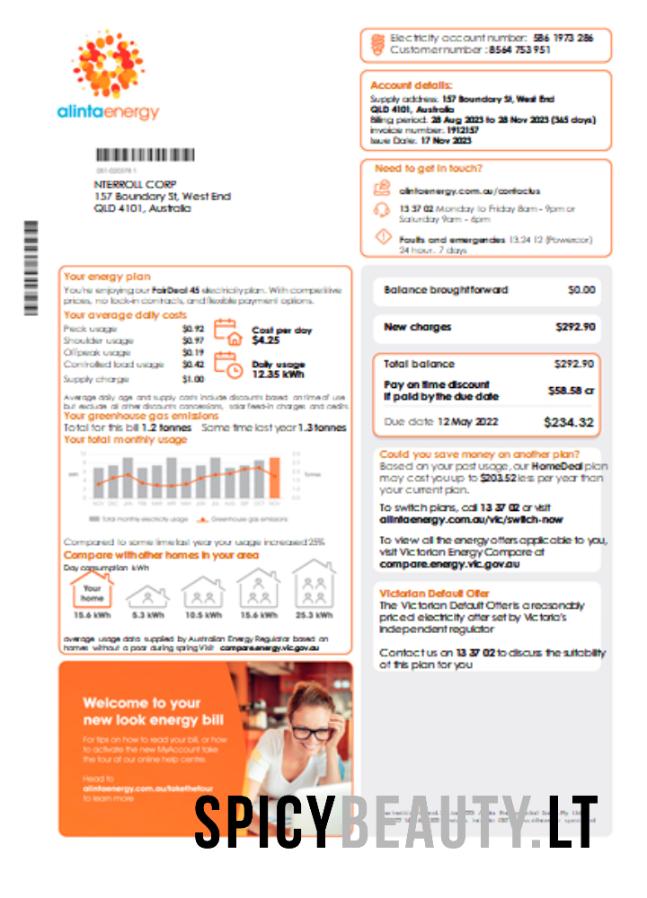 alintaenergy
Electricity account number: 586 1973 286
Customer number : 8564 753 951
Account details:
Supply address: 157 Boundary St, West End
QLD 4101, Australia
Billing period: 28 Aug 2023 to 28 Nov 2023 (365 days)
Invoice number: 1912157
Issue Date: 17 Nov 2023
NTERROLL CORP
157 Boundary St, West End
QLD 4101, Australia
Need to get in touch?
alintaenergy.com.au/contactus
13 37 02 Monday to Friday 8am - 9pm or
Saturday 9am - 6pm
Faults and emergencies 13 24 12 (Powercor)
24 hour, 7 days
Your energy plan
You're enjoying our FairDeal 45 electricity plan. With competitive
prices, no lock-in contracts, and flexible payment options.
Your average daily costs
Peck usage $0.92
Shoulder usage $0.97
Offpeak usage $0.19
Controlled load usage $0.42
Supply charge $1.00
Cost per day
$4.25
Daily usage
12.35 kWh
Average daily age and supply costs include discounts based on time of use
but exclude all other discounts concessions, solar feed-in charges and credits
Your greenhouse gas emissions
Total for this bill 1.2 tonnes Same time last year 1.3 tonnes
Your total monthly usage
Total monthly electricity usage Greenhouse gas emissions
Compared to some time last year your usage increased 25%
Compare with other homes in your area
Day consumption kWh
Your
home
15.6 kWh 5.3 kWh 10.5 kWh 15.6 kWh 25.3 kWh
average usage data supplied by Australian Energy Regulator based on
homes without a poor during spring Visit compare.energy.vic.gov.au
Balance brought forward $0.00
New charges $292.90
Total balance $292.90
Pay on time discount
if paid by the due date $58.58 cr
Due date 12 May 2022 $234.32
Could you save money on another plan?
Based on your past usage, our HomeDeal plan
may cost you up to $203.52 less per year than
your current plan.
To switch plans, call 13 37 02 or visit
alintaenergy.com.au/vic/switch-now
To view all the energy offers applicable to you,
visit Victorian Energy Compare at
compare.energy.vic.gov.au
Victorian Default Offer
The Victorian Default Offer is a reasonably
priced electricity offer set by Victoria's
independent regulator
Contact us on 13 37 02 to discuss the suitability
of this plan for you
Welcome to your
new look energy bill
For tips on how to read your bill, or how
to activate the new MyAccount take
the tour at our online help centre.
Head to
alintaenergy.com.au/takethetour
to learn more
SPICYBEAUTY.LT